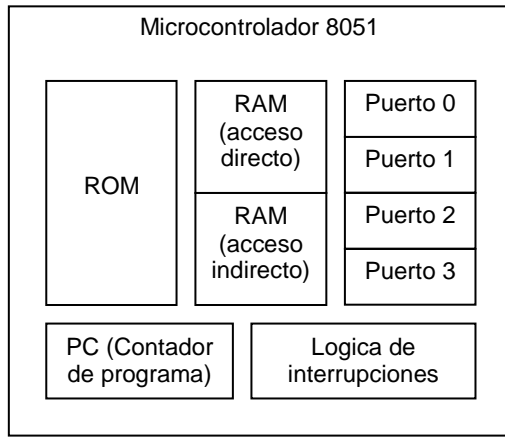 Microcontrolador 8051
ROM
RAM
(acceso
directo)
RAM
(acceso
indirecto)
Puerto 0
Puerto 1
Puerto 2
Puerto 3
PC (Contador
de programa)
Logica de
interrupciones